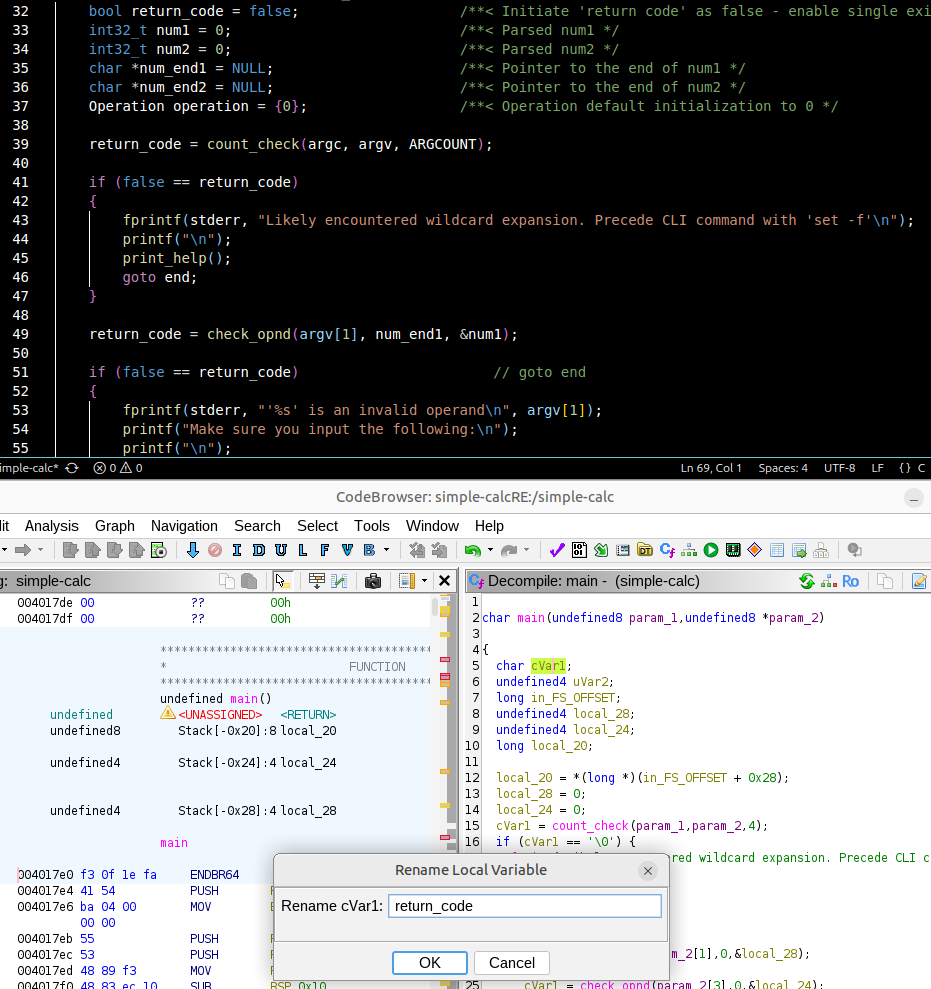 32 bool return_code = false; /**< Initiate 'return code' as false - enable single exi
33 int32_t num1 = 0; /**< Parsed num1 */
34 int32_t num2 = 0; /**< Parsed num2 */
35 char *num_end1 = NULL; /**< Pointer to the end of num1 */
36 char *num_end2 = NULL; /**< Pointer to the end of num2 */
37 Operation operation = {0}; /**< Operation default initialization to 0 */
38
39 return_code = count_check(argc, argv, ARGCOUNT);
40
41 if (false == return_code)
42 {
43 fprintf(stderr, "Likely encountered wildcard expansion. Precede CLI command with 'set -f'\n");
44 printf("\n");
45 print_help();
46 goto end;
47 }
48
49 return_code = check_opnd(argv[1], num_end1, &num1);
50
51 if (false == return_code) // goto end
52 {
53 fprintf(stderr, "'%s' is an invalid operand\n", argv[1]);
54 printf("Make sure you input the following:\n");
55 printf("\n");
imple-calc* 0 0 Ln 69, Col 1 Spaces: 4 UTF-8 LF {} C
CodeBrowser: simple-calcRE:/simple-calc
it Analysis Graph Navigation Search Select Tools Window Help
I D U L F V B
g: simple-calc
004017de 00 ?? 00h
004017df 00 ?? 00h
*****************************************
* FUNCTION
*****************************************
undefined main()
undefined <UNASSIGNED> <RETURN>
undefined8 Stack[-0x20]:8 local_20
undefined4 Stack[-0x24]:4 local_24
undefined4 Stack[-0x28]:4 local_28
main
004017e0 f3 0f 1e fa ENDBR64
004017e4 41 54 PUSH
004017e6 ba 04 00 MOV
00 00
004017eb 55 PUSH
004017ec 53 PUSH
004017ed 48 89 f3 MOV
004017f0 48 83 ec 10 SUB RSP,0x10
Decompile: main - (simple-calc)
Ro
1
2 char main(undefined8 param_1,undefined8 *param_2)
3
4 {
5 char cVar1;
6 undefined4 uVar2;
7 long in_FS_OFFSET;
8 undefined4 local_28;
9 undefined4 local_24;
10 long local_20;
11
12 local_20 = *(long *)(in_FS_OFFSET + 0x28);
13 local_28 = 0;
14 local_24 = 0;
15 cVar1 = count_check(param_1,param_2,4);
16 if (cVar1 == '\0') {
red wildcard expansion. Precede CLI c
m_2[1],0,&local_28);
25 cVar1 = check_opnd(param_2[3],0,&local_24);
Rename Local Variable
Rename cVar1: return_code
OK Cancel